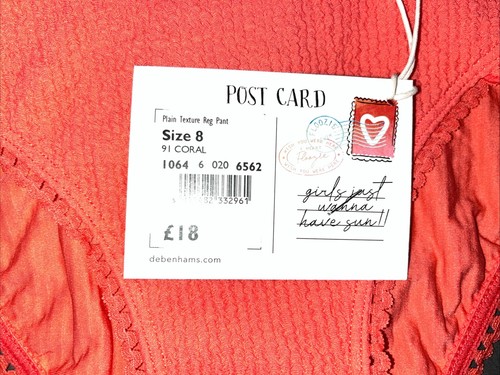 POST CARD
Plain Texture Reg Pant
Size 8
91 CORAL
1064 6 020 6562
£18
debenhams.com
Floozie
girls just
wanna
have sun!!